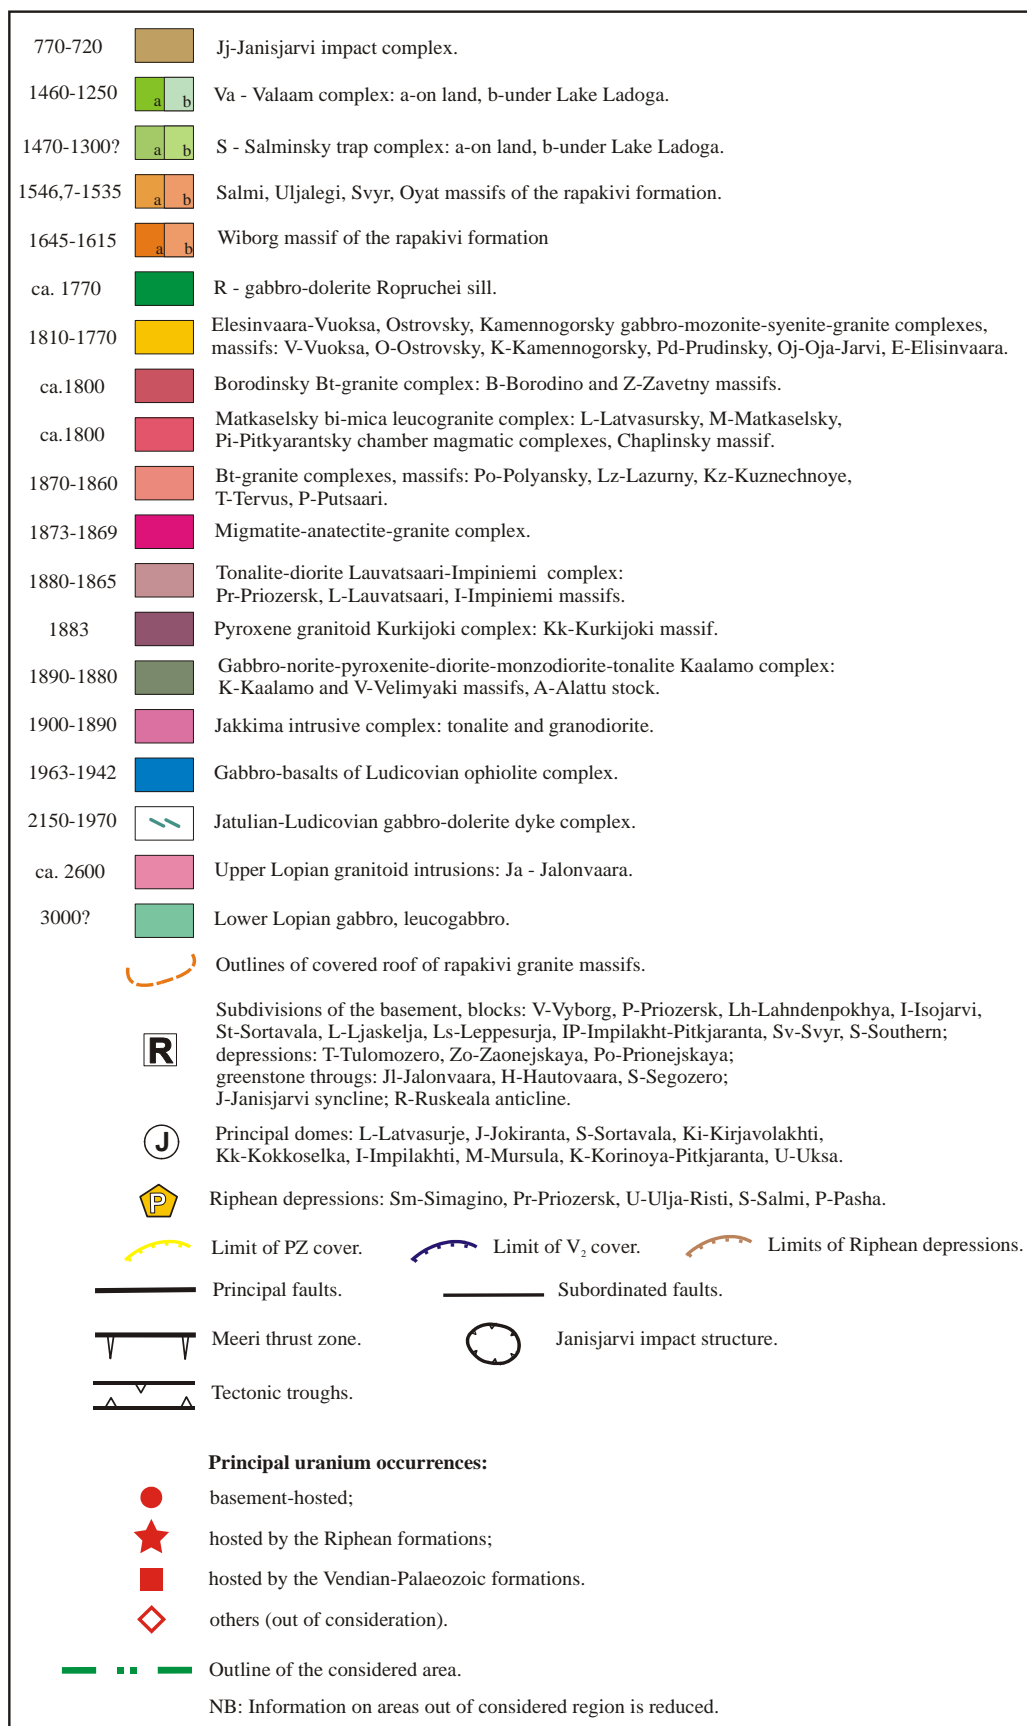 770-720 Jj-Janisjarvi impact complex.
1460-1250 a b Va - Valaam complex: a-on land, b-under Lake Ladoga.
1470-1300? a b S - Salminsky trap complex: a-on land, b-under Lake Ladoga.
1546,7-1535 a b Salmi, Uljalegi, Svyr, Oyat massifs of the rapakivi formation.
1645-1615 a b Wiborg massif of the rapakivi formation
ca. 1770 R - gabbro-dolerite Ropruchei sill.
1810-1770 Elesinvaara-Vuoksa, Ostrovsky, Kamennogorsky gabbro-mozonite-syenite-granite complexes,
massifs: V-Vuoksa, O-Ostrovsky, K-Kamennogorsky, Pd-Prudinsky, Oj-Oja-Jarvi, E-Elisinvaara.
ca.1800 Borodinsky Bt-granite complex: B-Borodino and Z-Zavetny massifs.
ca.1800 Matkaselsky bi-mica leucogranite complex: L-Latvasursky, M-Matkaselsky,
Pi-Pitkyarantsky chamber magmatic complexes, Chaplinsky massif.
1870-1860 Bt-granite complexes, massifs: Po-Polyansky, Lz-Lazurny, Kz-Kuznechnoye,
T-Tervus, P-Putsaari.
1873-1869 Migmatite-anatectite-granite complex.
1880-1865 Tonalite-diorite Lauvatsaari-Impiniemi complex:
Pr-Priozersk, L-Lauvatsaari, I-Impiniemi massifs.
1883 Pyroxene granitoid Kurkijoki complex: Kk-Kurkijoki massif.
1890-1880 Gabbro-norite-pyroxenite-diorite-monzodiorite-tonalite Kaalamo complex:
K-Kaalamo and V-Velimyaki massifs, A-Alattu stock.
1900-1890 Jakkima intrusive complex: tonalite and granodiorite.
1963-1942 Gabbro-basalts of Ludicovian ophiolite complex.
2150-1970 Jatulian-Ludicovian gabbro-dolerite dyke complex.
ca. 2600 Upper Lopian granitoid intrusions: Ja - Jalonvaara.
3000? Lower Lopian gabbro, leucogabbro.
Outlines of covered roof of rapakivi granite massifs.
Subdivisions of the basement, blocks: V-Vyborg, P-Priozersk, Lh-Lahndenpokhya, I-Isojarvi,
St-Sortavala, L-Ljaskelja, Ls-Leppesurja, IP-Impilakht-Pitkjaranta, Sv-Svyr, S-Southern;
R depressions: T-Tulomozero, Zo-Zaonejskaya, Po-Prionejskaya;
greenstone througs: Jl-Jalonvaara, H-Hautovaara, S-Segozero;
J-Janisjarvi syncline; R-Ruskeala anticline.
J Principal domes: L-Latvasurje, J-Jokiranta, S-Sortavala, Ki-Kirjavolakhti,
Kk-Kokkoselka, I-Impilakhti, M-Mursula, K-Korinoya-Pitkjaranta, U-Uksa.
P Riphean depressions: Sm-Simagino, Pr-Priozersk, U-Ulja-Risti, S-Salmi, P-Pasha.
Limit of PZ cover. Limit of V₂ cover. Limits of Riphean depressions.
Principal faults. Subordinated faults.
Meeri thrust zone. Janisjarvi impact structure.
Tectonic troughs.
Principal uranium occurrences:
basement-hosted;
hosted by the Riphean formations;
hosted by the Vendian-Palaeozoic formations.
others (out of consideration).
Outline of the considered area.
NB: Information on areas out of considered region is reduced.